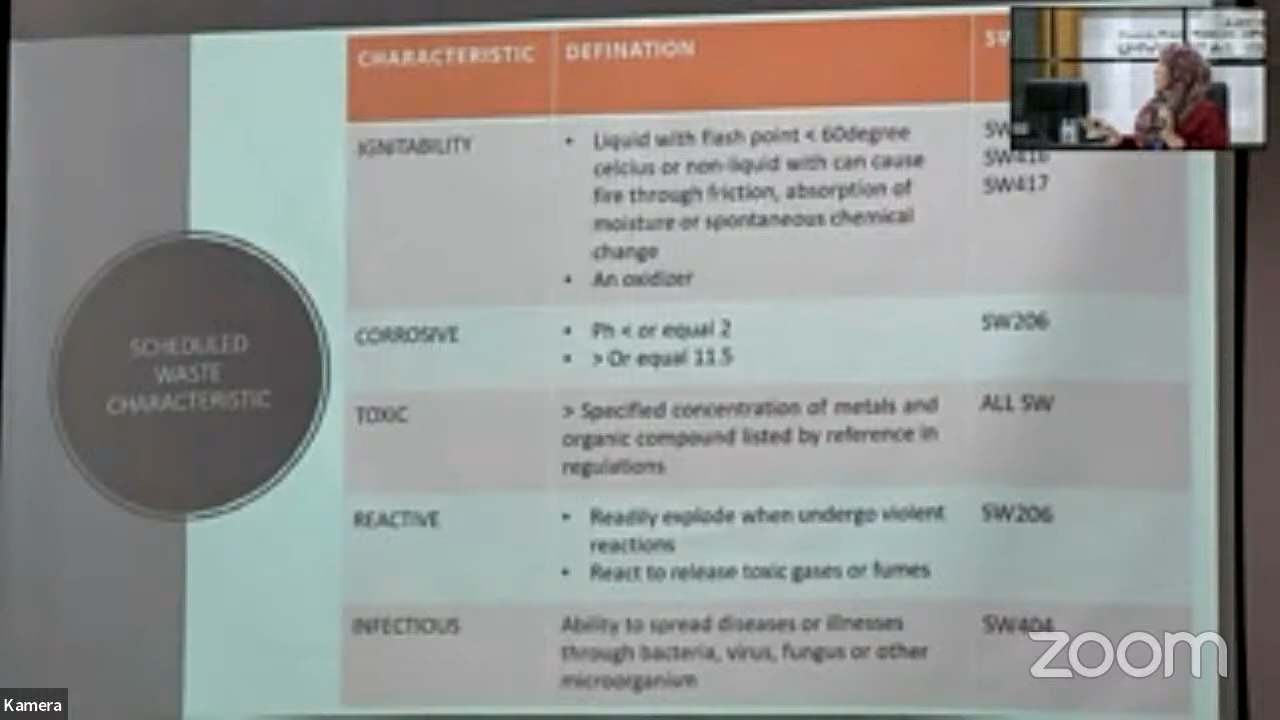 CHARACTERISTIC DEFINATION
IGNITABILITY
• Liquid with flash point < 60degree
celcius or non-liquid with can cause
fire through friction, absorption of
moisture or spontaneous chemical
change
• An oxidizer
SW416
SW417
CORROSIVE
• Ph < or equal 2
• > Or equal 11.5
SW206
TOXIC
> Specified concentration of metals and
organic compound listed by reference in
regulations
ALL SW
REACTIVE
• Readily explode when undergo violent
reactions
• React to release toxic gases or fumes
SW206
INFECTIOUS
Ability to spread diseases or illnesses
through bacteria, virus, fungus or other
microorganium
SW404
SCHEDULED
WASTE
CHARACTERISTIC
zoom
Kamera